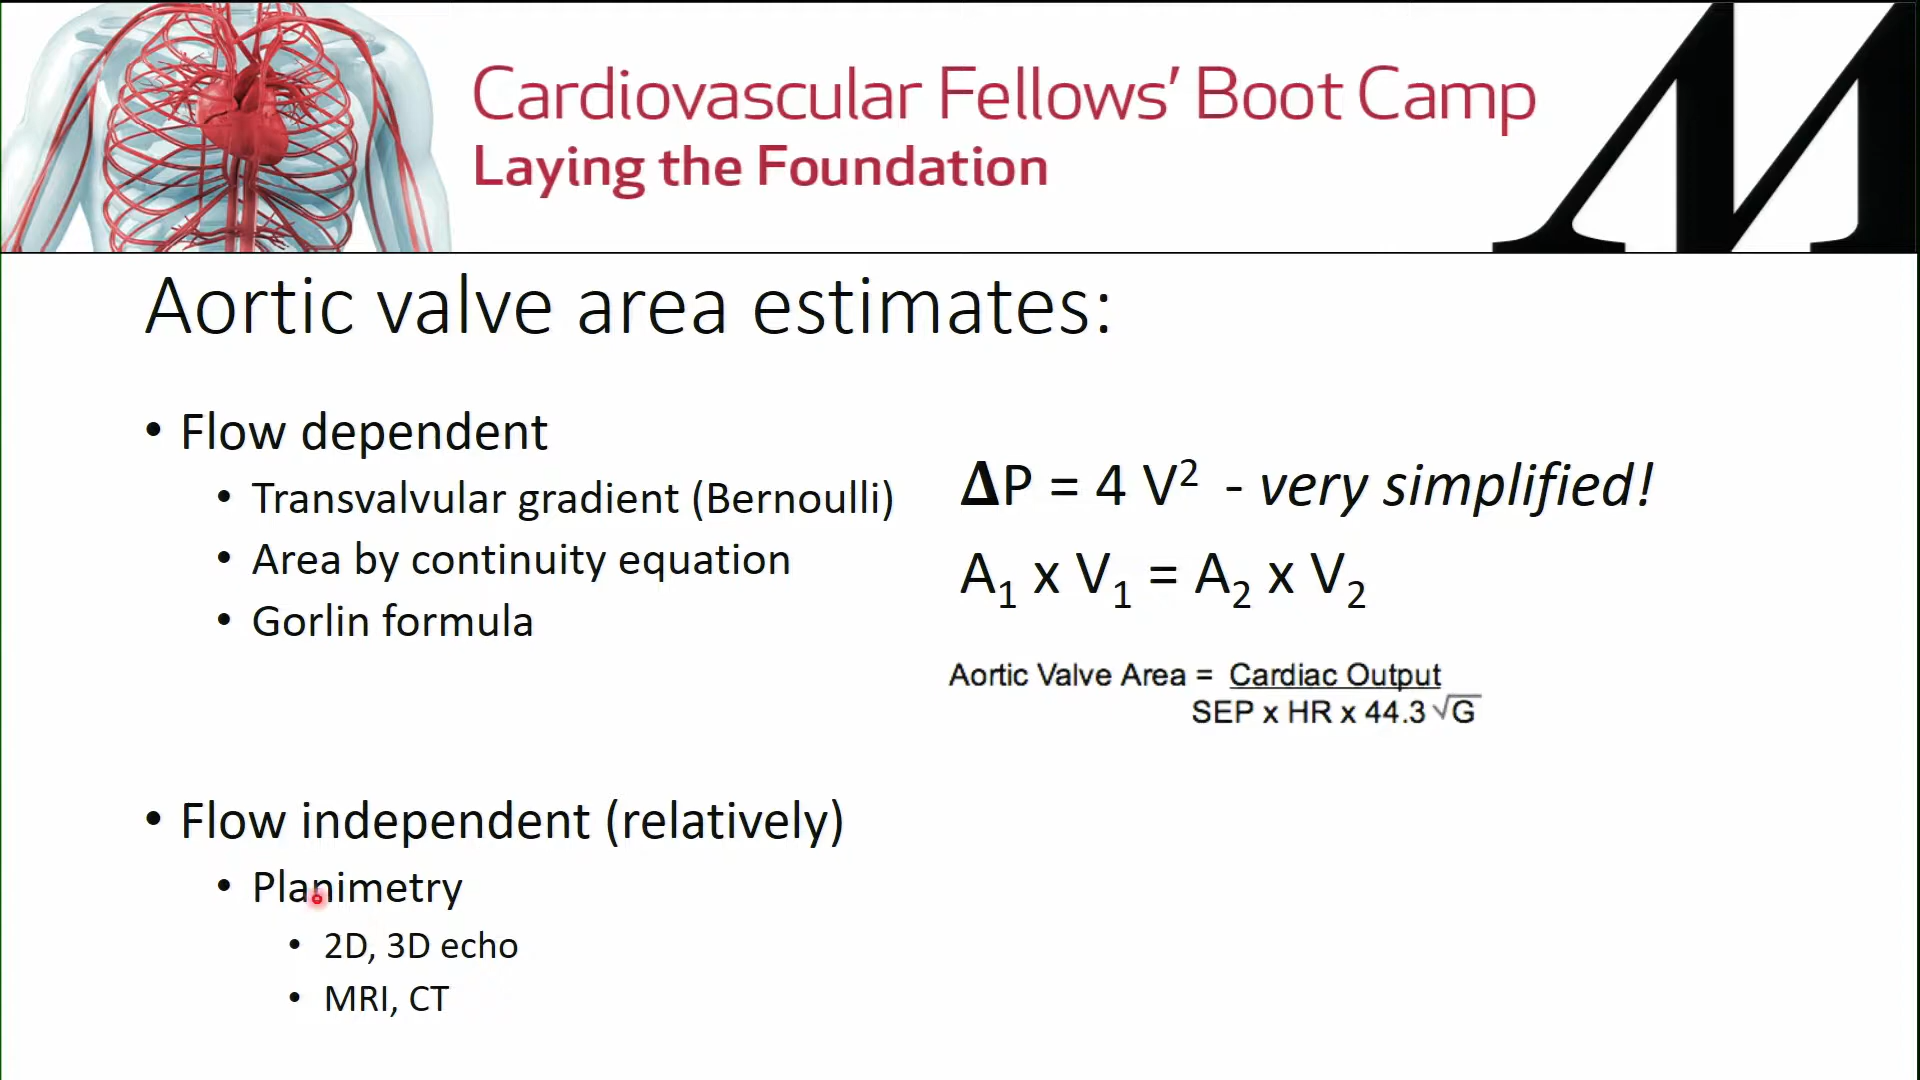 Cardiovascular Fellows’ Boot Camp
Laying the Foundation
M
Aortic valve area estimates:
• Flow dependent
• Transvalvular gradient (Bernoulli)
• Area by continuity equation
• Gorlin formula
ΔP = 4 V² - very simplified!
A₁ x V₁ = A₂ x V₂
Aortic Valve Area = Cardiac Output
SEP x HR x 44.3 √G
• Flow independent (relatively)
• Planimetry
• 2D, 3D echo
• MRI, CT